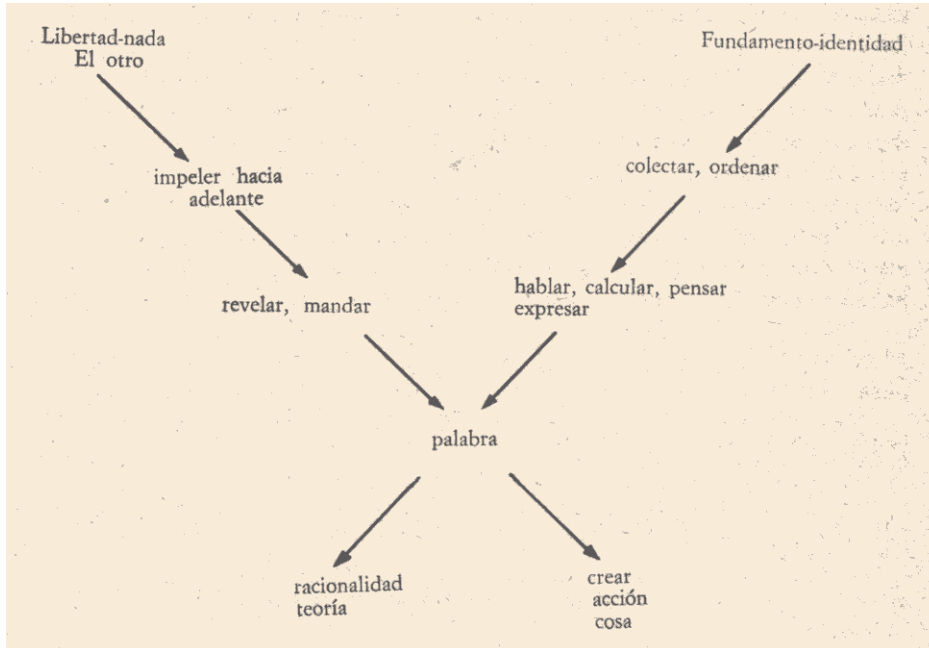 Libertad-nada
El otro
Fundamento-identidad
impeler hacia
adelante
colectar, ordenar
revelar, mandar
hablar, calcular, pensar
expresar
palabra
racionalidad
teoría
crear
acción
cosa